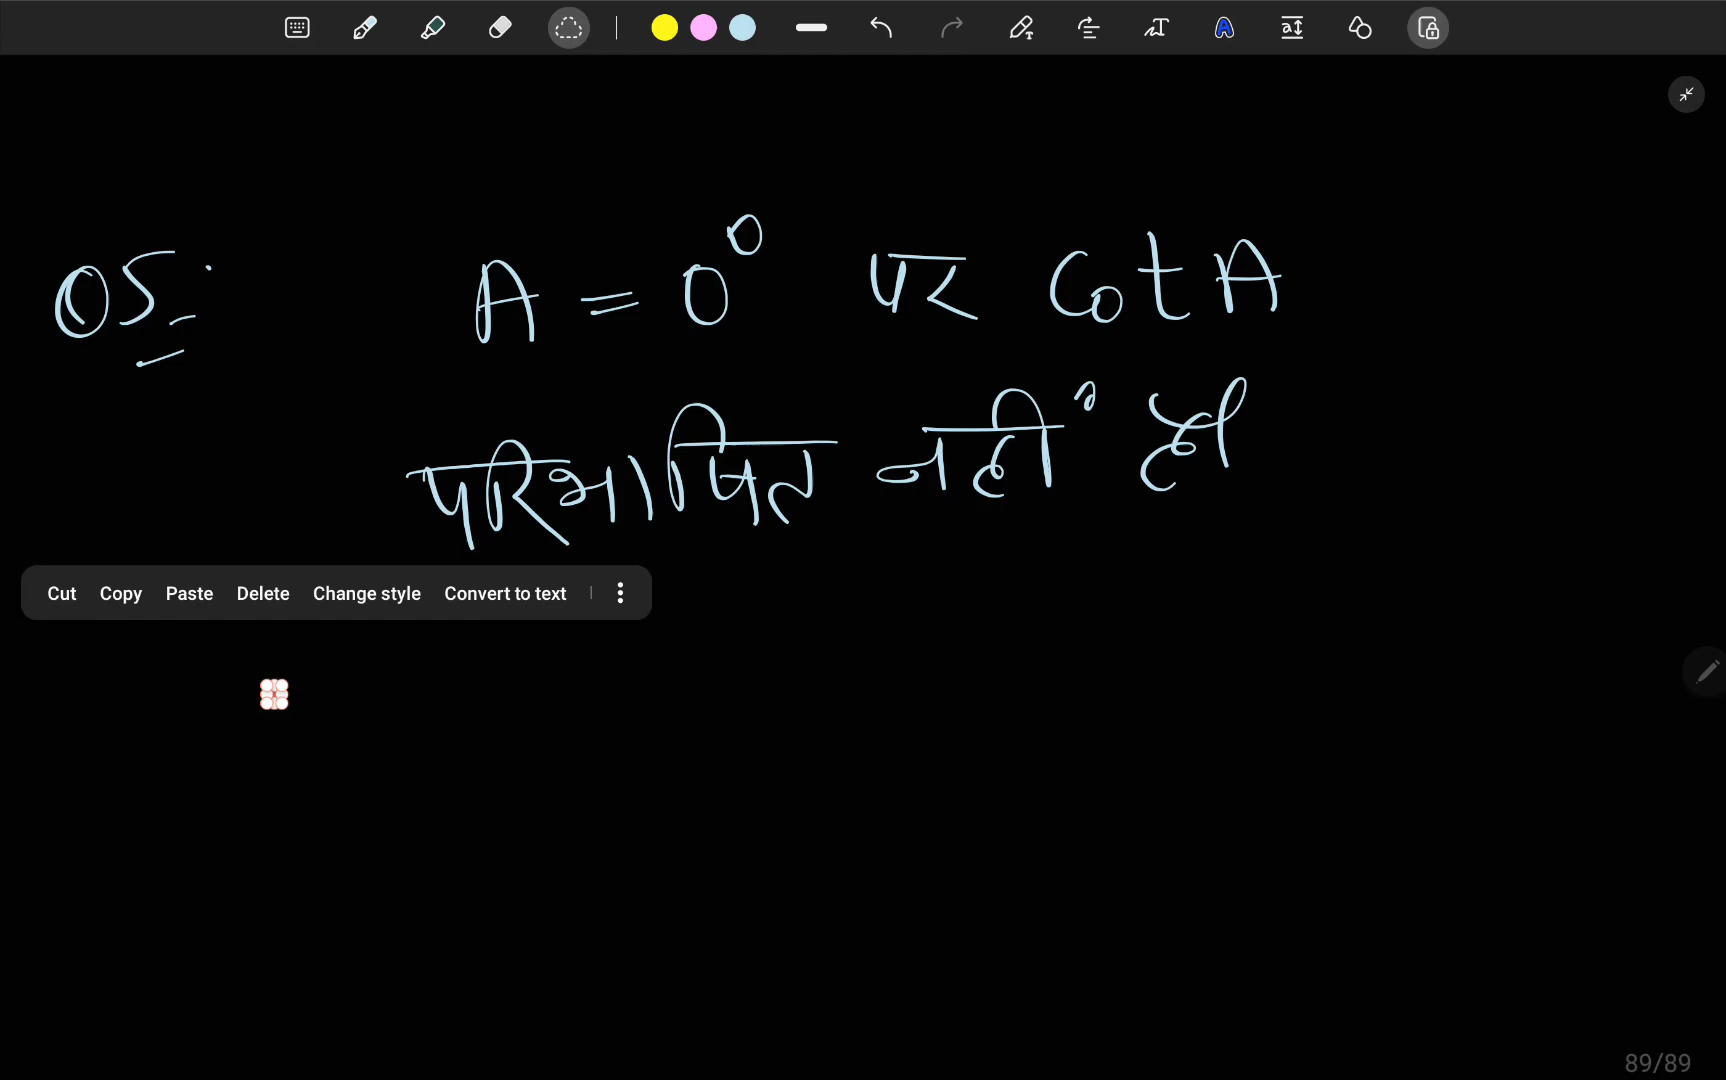 05:
A = 0° पर Cot A
परिभाषित नहीं है
Cut Copy Paste Delete Change style Convert to text
89/89